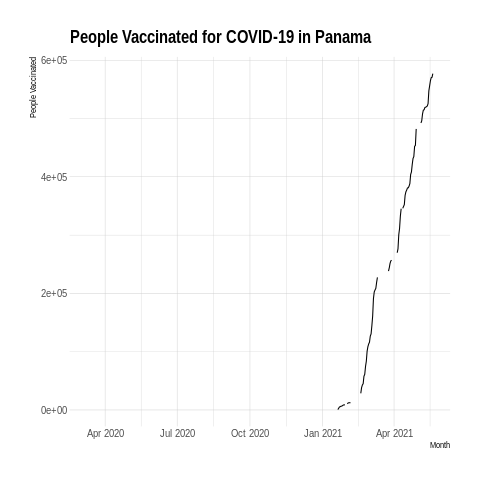 People Vaccinated for COVID-19 in Panama
People Vaccinated
6e+05
4e+05
2e+05
0e+00
Apr 2020 Jul 2020 Oct 2020 Jan 2021 Apr 2021
Month